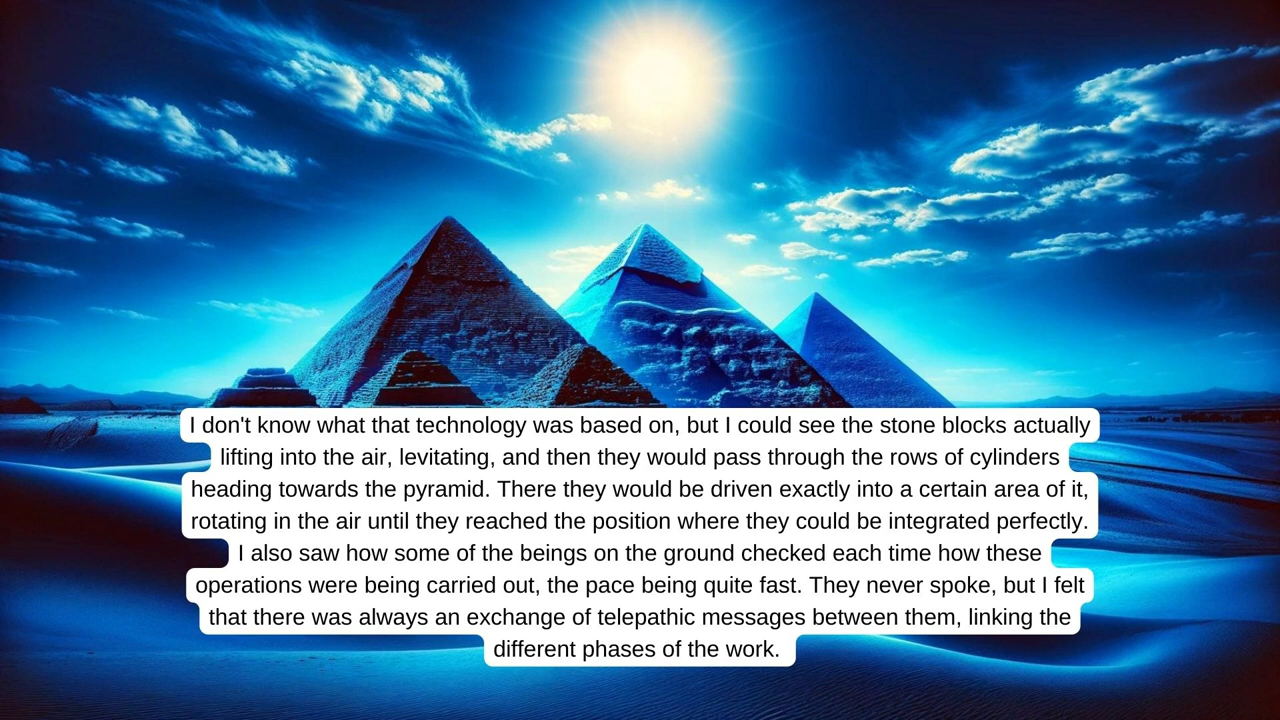 I don't know what that technology was based on, but I could see the stone blocks actually
lifting into the air, levitating, and then they would pass through the rows of cylinders
heading towards the pyramid. There they would be driven exactly into a certain area of it,
rotating in the air until they reached the position where they could be integrated perfectly.
I also saw how some of the beings on the ground checked each time how these
operations were being carried out, the pace being quite fast. They never spoke, but I felt
that there was always an exchange of telepathic messages between them, linking the
different phases of the work.